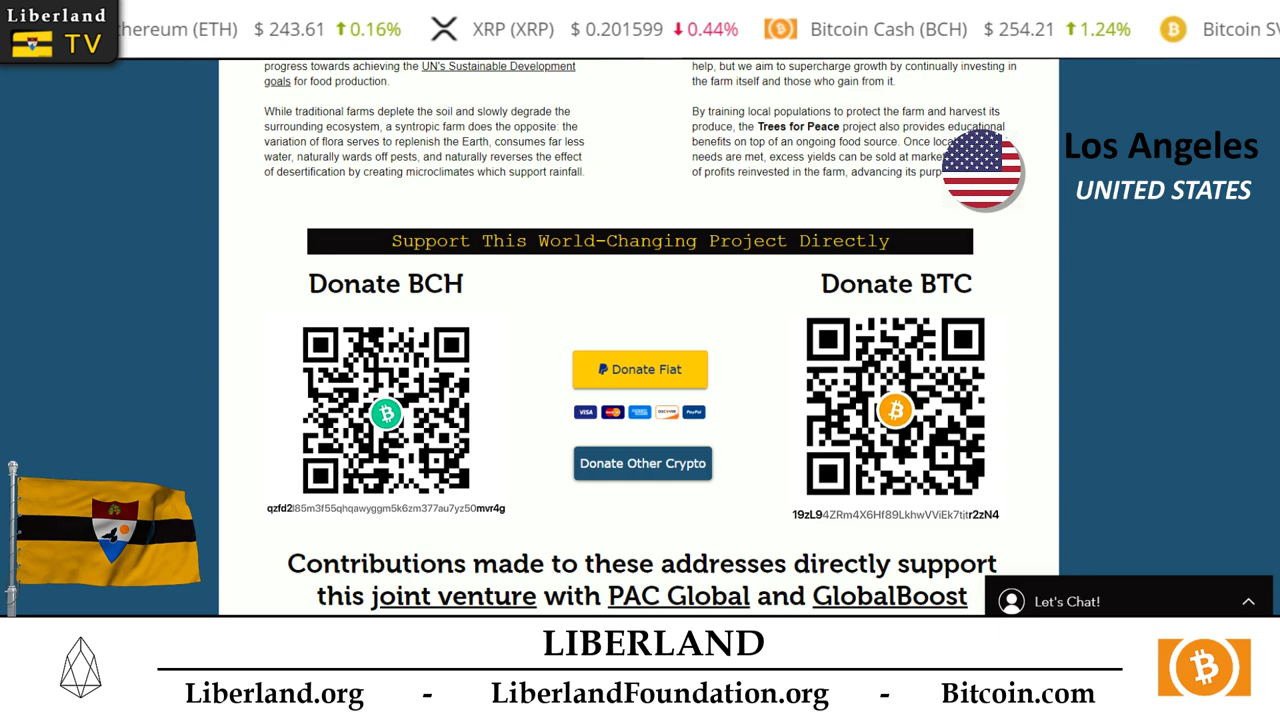 Liberland
TV
hereum (ETH) $ 243.61 0.16% XRP (XRP) $ 0.201599 0.44% Bitcoin Cash (BCH) $ 254.21 1.24% Bitcoin S
progress towards achieving the UN's Sustainable Development
goals for food production.
While traditional farms deplete the soil and slowly degrade the
surrounding ecosystem, a syntropic farm does the opposite: the
variation of flora serves to replenish the Earth, consumes far less
water, naturally wards off pests, and naturally reverses the effect
of desertification by creating microclimates which support rainfall.
help, but we aim to supercharge growth by continually investing in
the farm itself and those who gain from it.
By training local populations to protect the farm and harvest its
produce, the Trees for Peace project also provides educational
benefits on top of an ongoing food source. Once
needs are met, excess yields can be sold at
of profits reinvested in the farm, advancing its
Los Angeles
UNITED STATES
Support This World-Changing Project Directly
Donate BCH
Donate BTC
Donate Fiat
VISA PayPal
Donate Other Crypto
qzfd2l85m3f55qhqawyggm5k6zm377au7yz50mvr4g
Contributions made to these addresses directly support
this joint venture with PAC Global and GlobalBoost
Let's Chat!
LIBERLAND
Liberland.org - LiberlandFoundation.org - Bitcoin.com